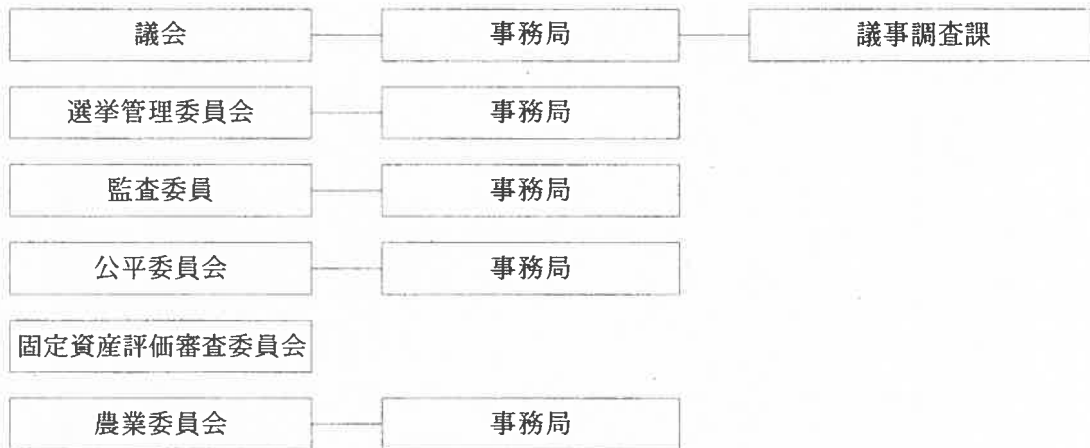 議会 事務局 議事調査課
選挙管理委員会 事務局
監査委員 事務局
公平委員会 事務局
固定資産評価審査委員会
農業委員会 事務局